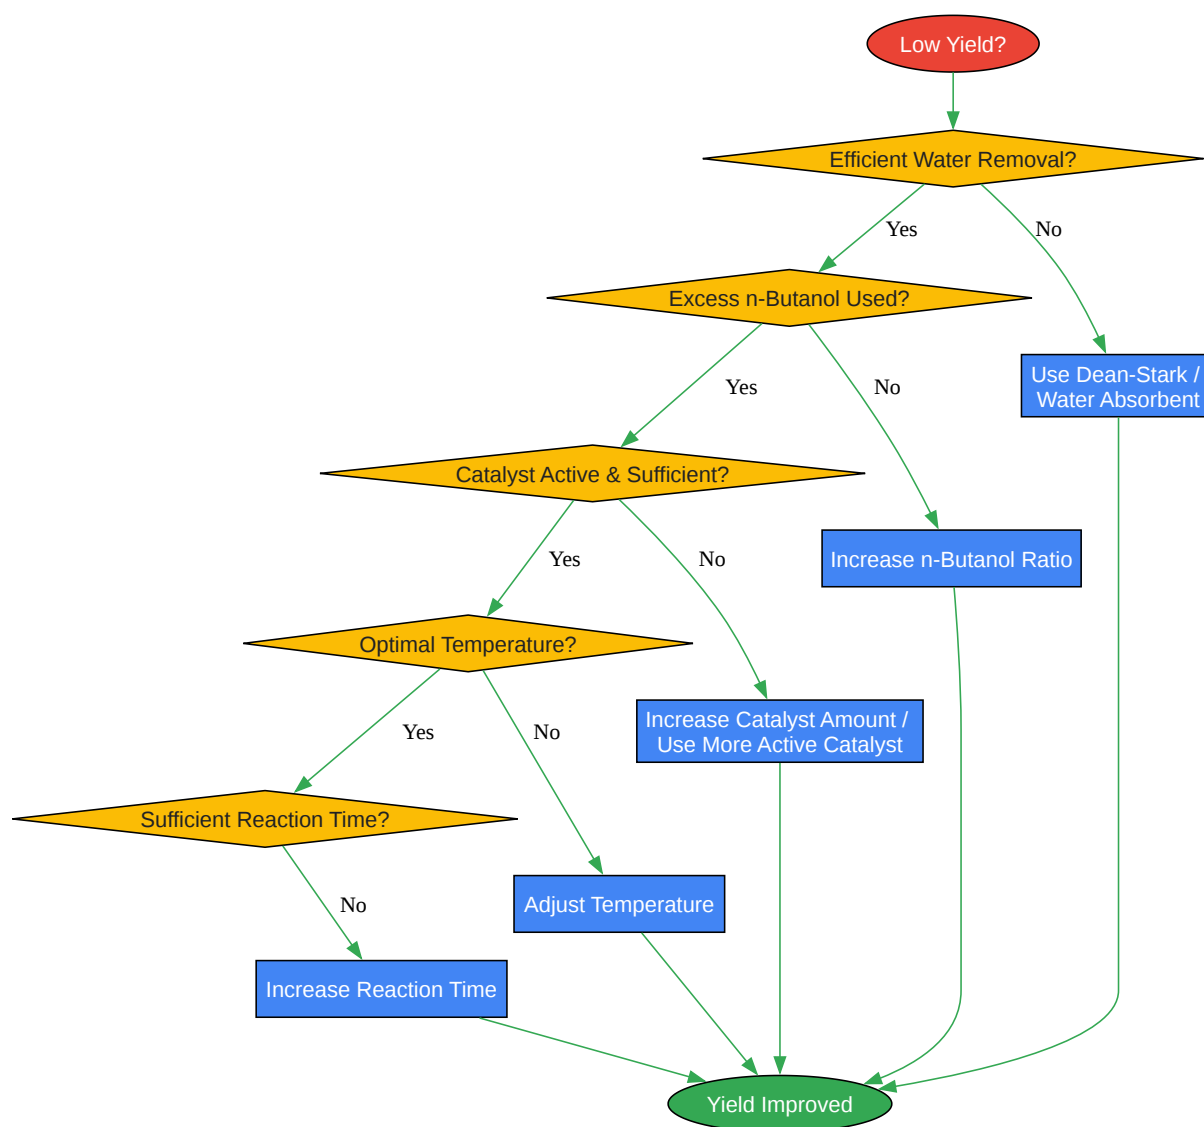 Low Yield?
Efficient Water Removal?
Yes
No
Excess n-Butanol Used?
Yes
No
Use Dean-Stark /
Water Absorbent
Catalyst Active & Sufficient?
Yes
No
Increase n-Butanol Ratio
Optimal Temperature?
Yes
No
Increase Catalyst Amount /
Use More Active Catalyst
Sufficient Reaction Time?
No
Adjust Temperature
Increase Reaction Time
Yield Improved